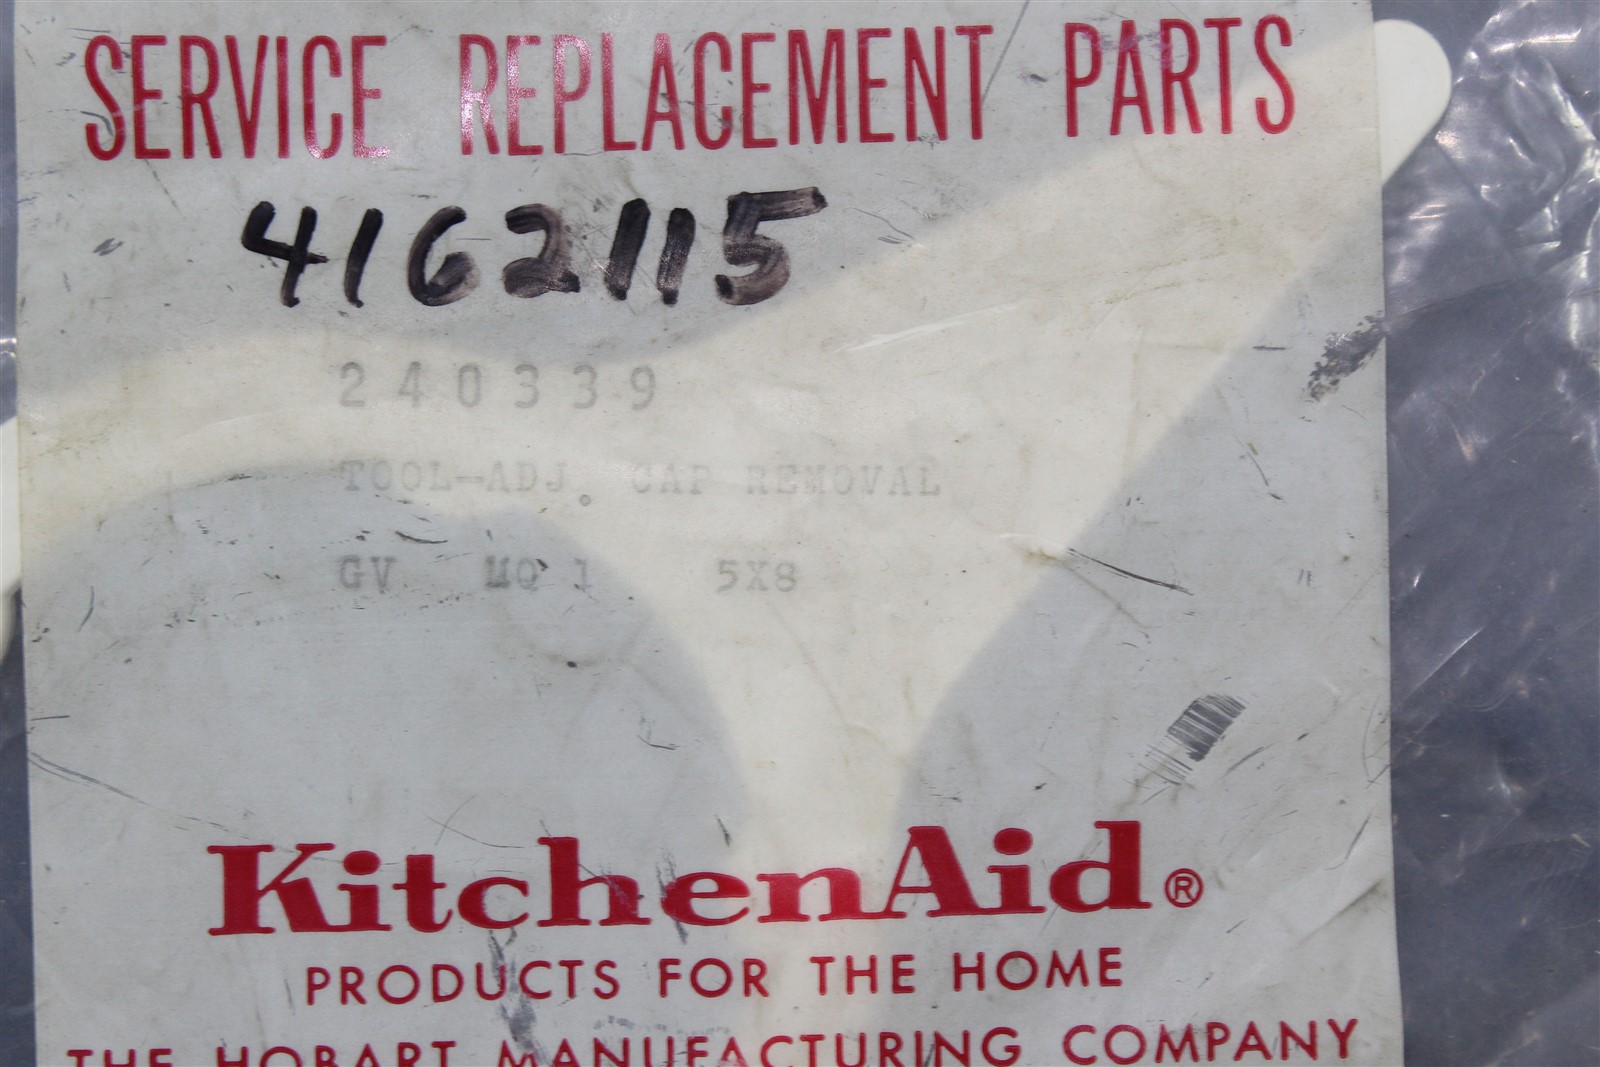 SERVICE REPLACEMENT PARTS
4162115
240339
TOOL-ADJ. CAP REMOVAL
GV MQ 1 5X8
KitchenAid®
PRODUCTS FOR THE HOME
THE HOBART MANUFACTURING COMPANY